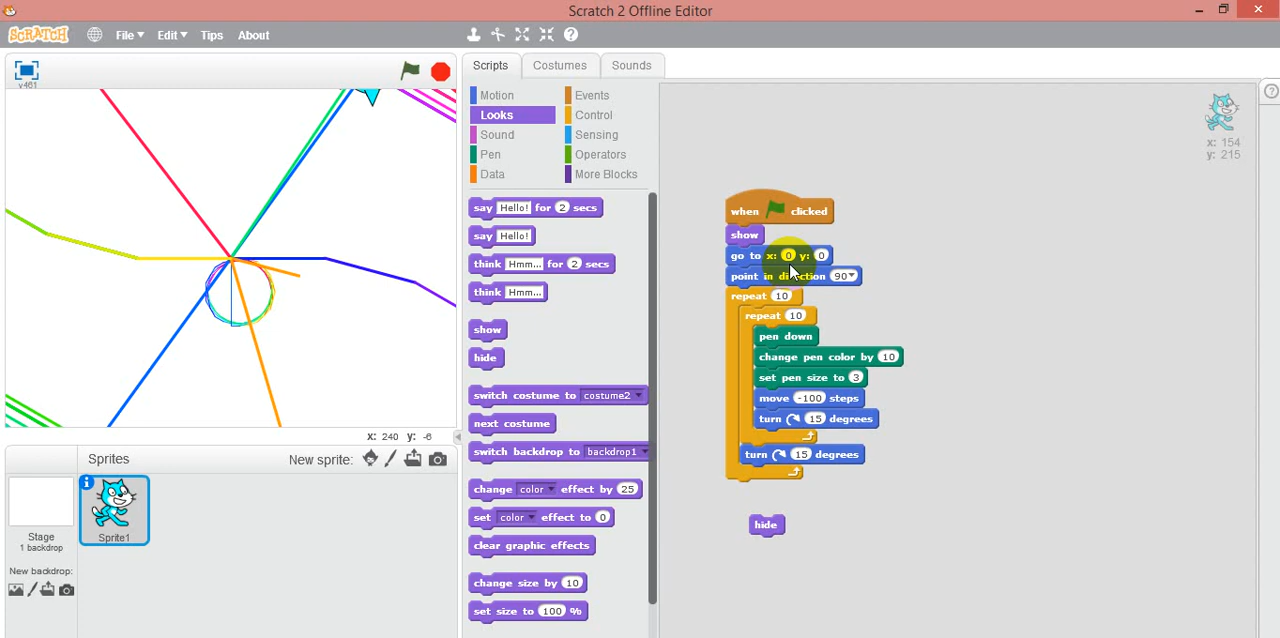 Scratch 2 Offline Editor
SCRATCH File Edit Tips About
v461
Scripts Costumes Sounds
Motion Events
Looks Control
Sound Sensing
Pen Operators
Data More Blocks
say Hello! for 2 secs
say Hello!
think Hmm... for 2 secs
think Hmm...
show
hide
switch costume to costume2
next costume
switch backdrop to backdrop1
change color effect by 25
set color effect to 0
clear graphic effects
change size by 10
set size to 100 %
x: 154
y: 215
when clicked
show
go to x: 0 y: 0
point in direction 90
repeat 10
repeat 10
pen down
change pen color by 10
set pen size to 3
move -100 steps
turn 15 degrees
turn 15 degrees
hide
x: 240 y: -6
Sprites New sprite:
Sprite1
Stage
1 backdrop
New backdrop: